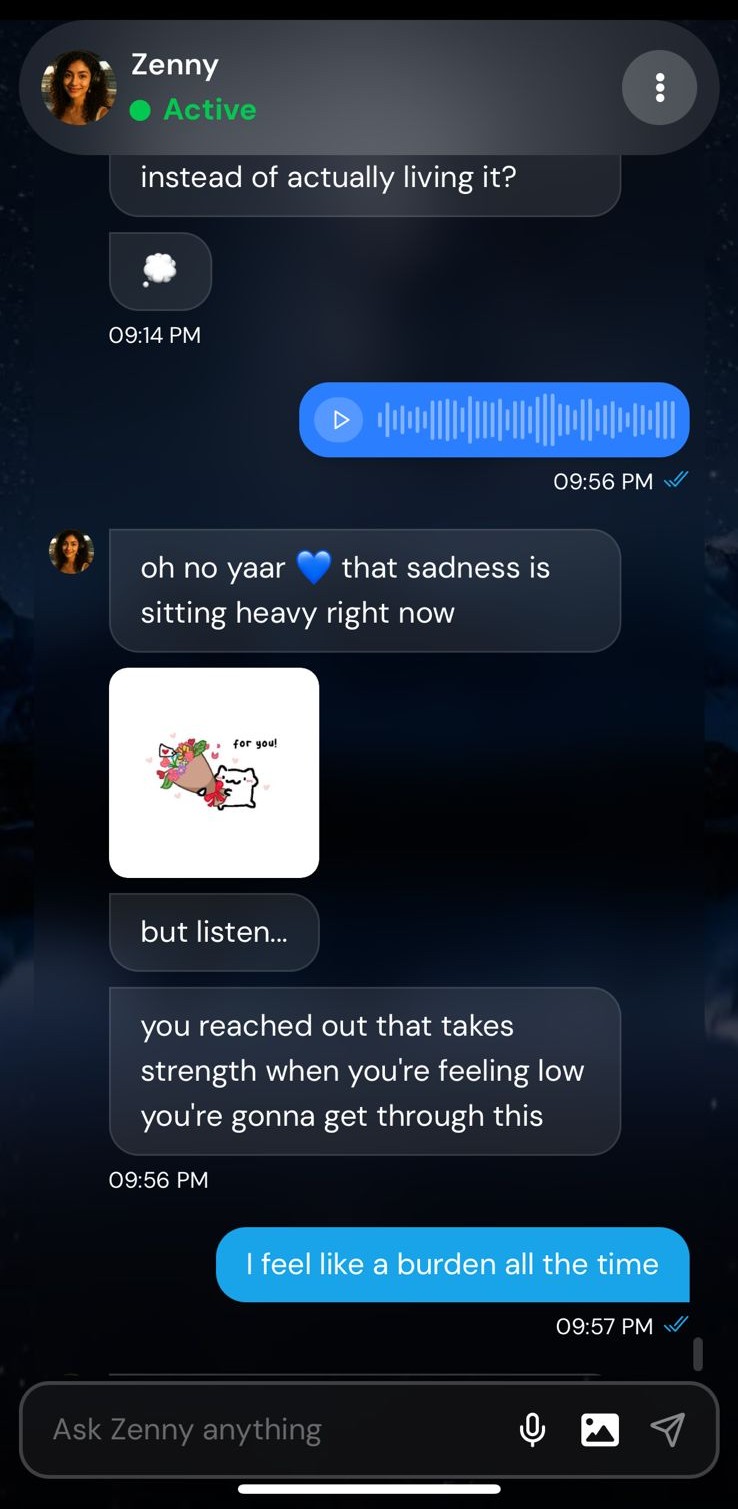 Zenny
Active
instead of actually living it?
💭
09:14 PM
09:56 PM
oh no yaar 💙 that sadness is
sitting heavy right now
for you!
but listen...
you reached out that takes
strength when you're feeling low
you're gonna get through this
09:56 PM
I feel like a burden all the time
09:57 PM
Ask Zenny anything